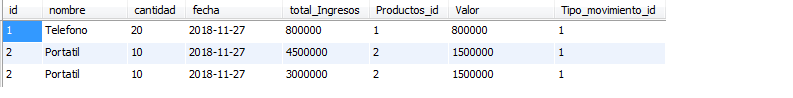 id nombre cantidad fecha total_Ingresos Productos_id Valor Tipo_movimiento_id
1 Telefono 20 2018-11-27 800000 1 800000 1
2 Portatil 10 2018-11-27 4500000 2 1500000 1
2 Portatil 10 2018-11-27 3000000 2 1500000 1